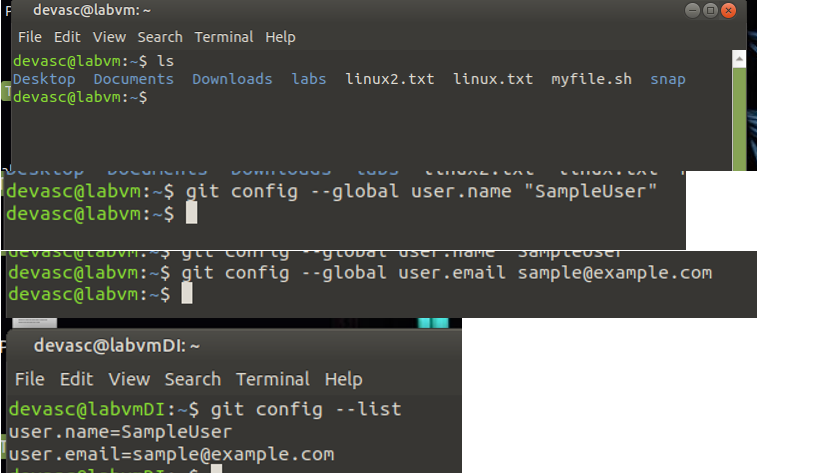 devasc@labvm: ~
File Edit View Search Terminal Help
devasc@labvm:~$ ls
Desktop Documents Downloads labs linux2.txt linux.txt myfile.sh snap
devasc@labvm:~$
Desktop Documents Downloads labs linux2.txt linux.txt
devasc@labvm:~$ git config --global user.name "SampleUser"
devasc@labvm:~$
devasc@labvm:~$ git config --global user.name "SampleUser"
devasc@labvm:~$ git config --global user.email sample@example.com
devasc@labvm:~$
devasc@labvmDI: ~
File Edit View Search Terminal Help
devasc@labvmDI:~$ git config --list
user.name=SampleUser
user.email=sample@example.com
devasc@labvmDI:~$